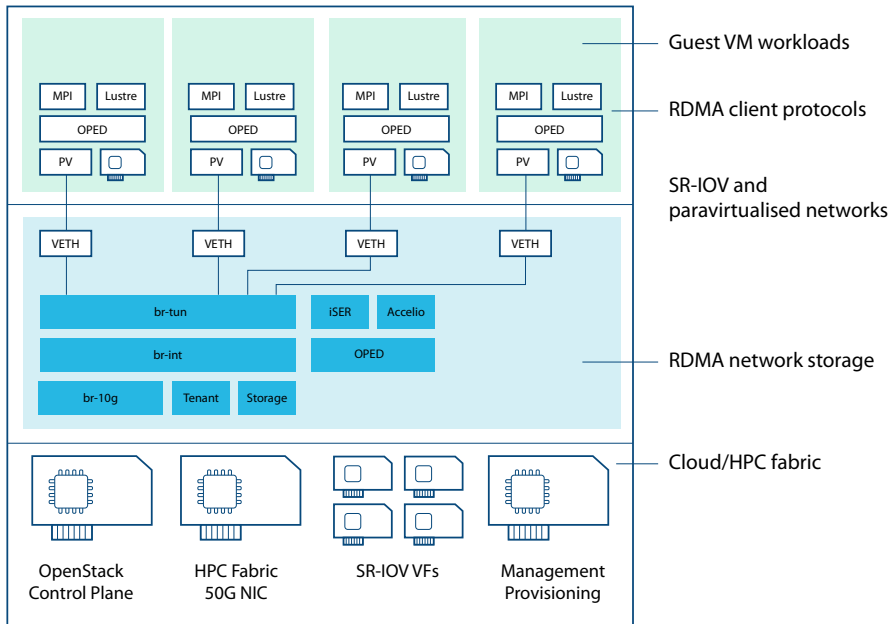 Guest VM workloads
MPI Lustre MPI Lustre MPI Lustre MPI Lustre
RDMA client protocols
OPED OPED OPED OPED
PV PV PV PV
SR-IOV and
paravirtualised networks
VETH VETH VETH VETH
br-tun iSER Accelio
br-int OPED
RDMA network storage
br-10g Tenant Storage
Cloud/HPC fabric
OpenStack
Control Plane
HPC Fabric
50G NIC
SR-IOV VFs
Management
Provisioning